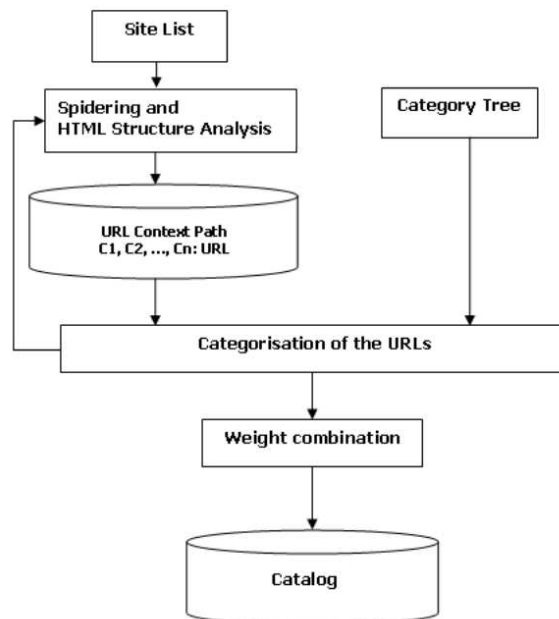 Site List
Spidering and
HTML Structure Analysis
Category Tree
URL Context Path
C1, C2, ..., Cn: URL
Categorisation of the URLs
Weight combination
Catalog